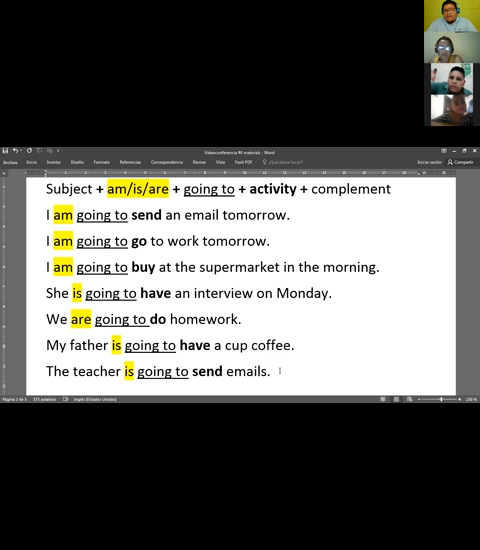 Videoconferencia P4 materials - Word
Archivo Inicio Insertar Diseño Formato Referencias Correspondencia Revisar Vista Foxit PDF ¿Qué desea hacer? Iniciar sesión Compartir
Subject + am/is/are + going to + activity + complement
I am going to send an email tomorrow.
I am going to go to work tomorrow.
I am going to buy at the supermarket in the morning.
She is going to have an interview on Monday.
We are going to do homework.
My father is going to have a cup coffee.
The teacher is going to send emails.
Página 2 de 5 373 palabras Inglés (Estados Unidos) 130 %